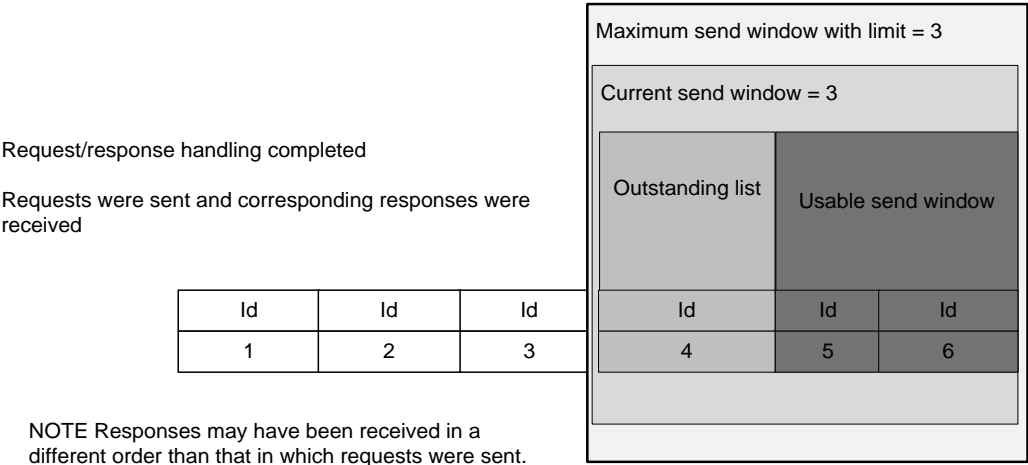 Maximum send window with limit = 3
Current send window = 3
Request/response handling completed
Requests were sent and corresponding responses were
received
Outstanding list
Usable send window
Id Id Id Id Id Id
1 2 3 4 5 6
NOTE Responses may have been received in a
different order than that in which requests were sent.